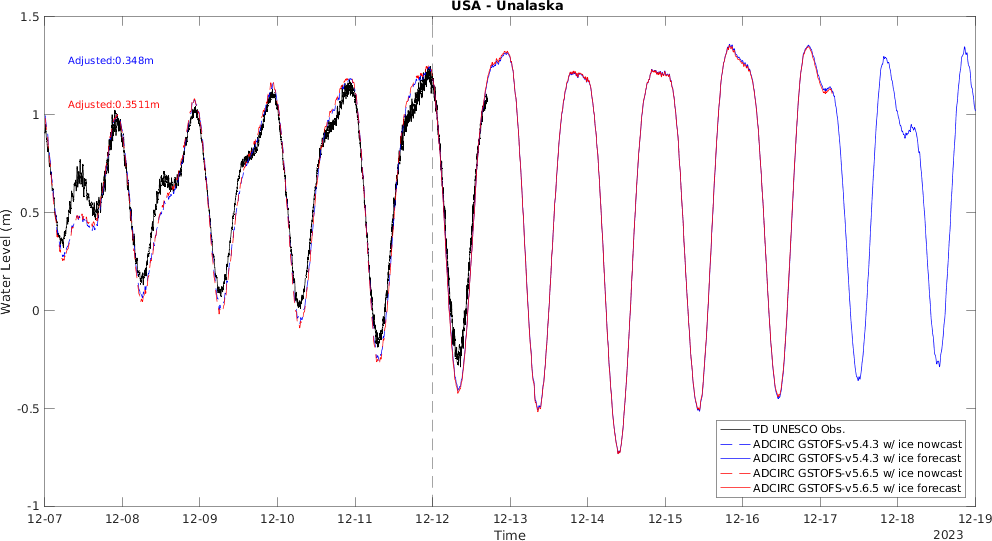 USA - Unalaska
1.5
Adjusted:0.348m
Adjusted:0.3511m
1
0.5
0
-0.5
-1
Water Level (m)
TD UNESCO Obs.
ADCIRC GSTOFS-v5.4.3 w/ ice nowcast
ADCIRC GSTOFS-v5.4.3 w/ ice forecast
ADCIRC GSTOFS-v5.6.5 w/ ice nowcast
ADCIRC GSTOFS-v5.6.5 w/ ice forecast
12-07 12-08 12-09 12-10 12-11 12-12 12-13 12-14 12-15 12-16 12-17 12-18 12-19
Time
2023